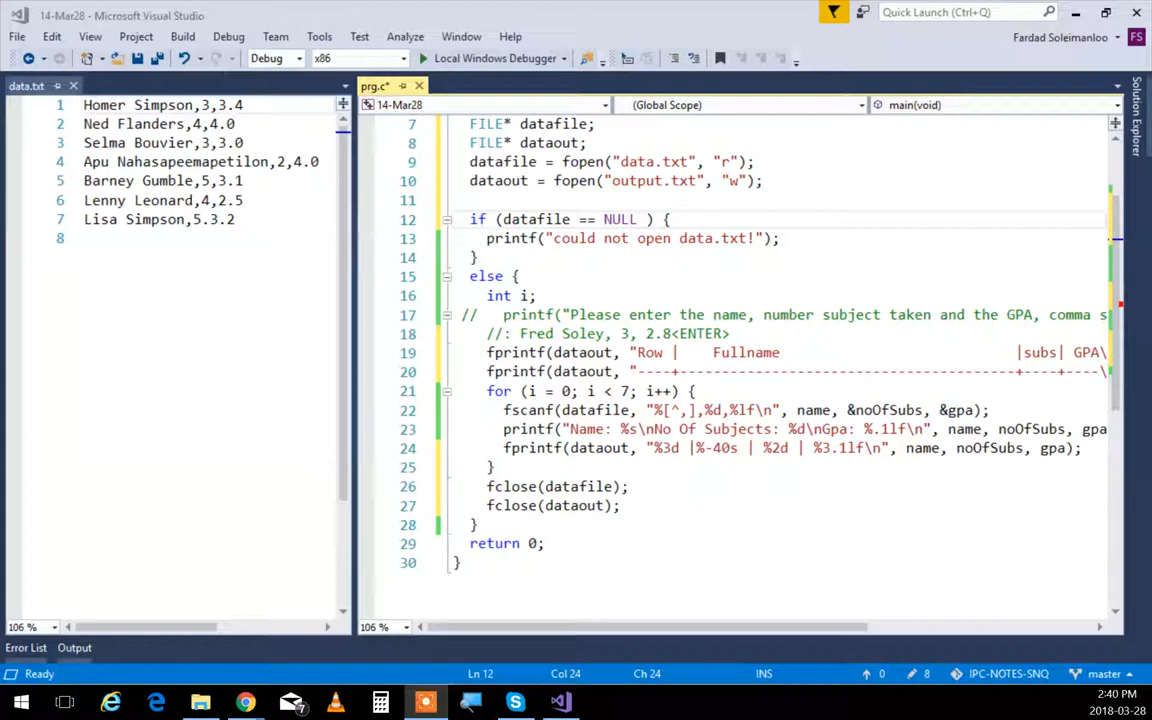 14-Mar28 - Microsoft Visual Studio
Quick Launch (Ctrl+Q)
File Edit View Project Build Debug Team Tools Test Analyze Window Help
Fardad Soleimanloo FS
Debug x86 Local Windows Debugger
data.txt
prg.c*
14-Mar28 (Global Scope) main(void)
1 Homer Simpson,3,3.4
2 Ned Flanders,4,4.0
3 Selma Bouvier,3,3.0
4 Apu Nahasapeemapetilon,2,4.0
5 Barney Gumble,5,3.1
6 Lenny Leonard,4,2.5
7 Lisa Simpson,5.3.2
8
7 FILE* datafile;
8 FILE* dataout;
9 datafile = fopen("data.txt", "r");
10 dataout = fopen("output.txt", "w");
11
12 if (datafile == NULL ) {
13 printf("could not open data.txt!");
14 }
15 else {
16 int i;
17 // printf("Please enter the name, number subject taken and the GPA, comma s
18 //: Fred Soley, 3, 2.8<ENTER>
19 fprintf(dataout, "Row | Fullname |subs| GPA\
20 fprintf(dataout, "----+-----------------------------------------+----+----\
21 for (i = 0; i < 7; i++) {
22 fscanf(datafile, "%[^,],%d,%lf\n", name, &noOfSubs, &gpa);
23 printf("Name: %s\nNo Of Subjects: %d\nGpa: %.1lf\n", name, noOfSubs, gpa
24 fprintf(dataout, "%3d |%-40s | %2d | %3.1lf\n", name, noOfSubs, gpa);
25 }
26 fclose(datafile);
27 fclose(dataout);
28 }
29 return 0;
30 }
106 % 106 %
Error List Output
Ready Ln 12 Col 24 Ch 24 INS 0 8 IPC-NOTES-SNQ master
Solution Explorer
7
2:40 PM
2018-03-28